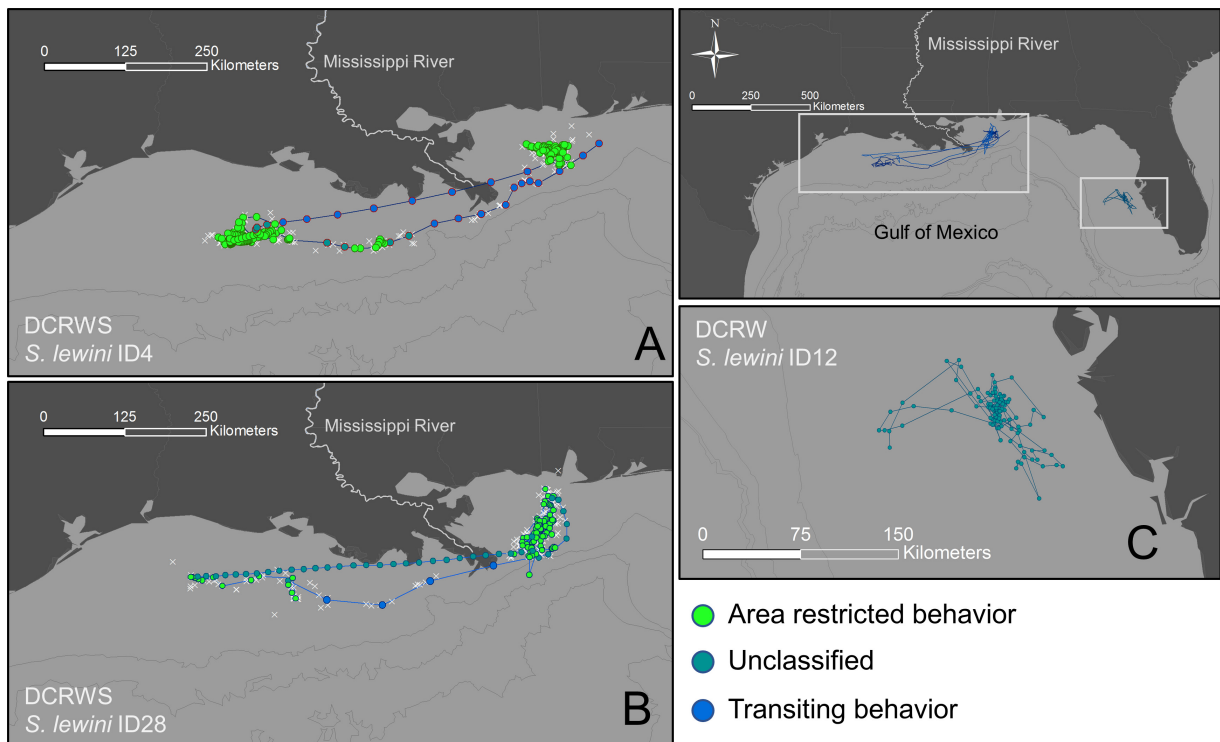 0 125 250
Kilometers
Mississippi River
DCRWS
S. lewini ID4
A
N
Mississippi River
0 250 500
Kilometers
Gulf of Mexico
0 125 250
Kilometers
Mississippi River
DCRWS
S. lewini ID28
B
DCRW
S. lewini ID12
0 75 150
Kilometers
C
Area restricted behavior
Unclassified
Transiting behavior